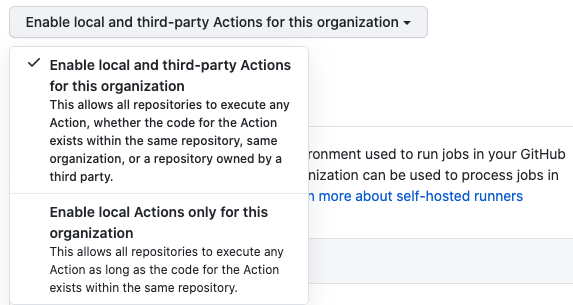 Enable local and third-party Actions for this organization
Enable local and third-party Actions
for this organization
This allows all repositories to execute any
Action, whether the code for the Action
exists within the same repository, same
organization, or a repository owned by a
third party.
Enable local Actions only for this
organization
This allows all repositories to execute any
Action as long as the code for the Action
exists within the same repository.
ronment used to run jobs in your GitHub
nization can be used to process jobs in
more about self-hosted runners